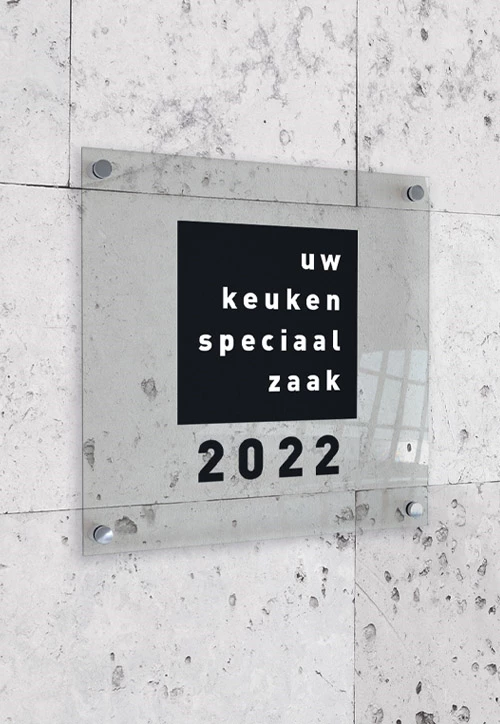 uw
keuken
speciaal
zaak
2022